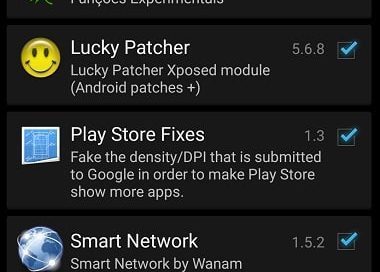 Funções Experimentais
Lucky Patcher 5.6.8
Lucky Patcher Xposed module
(Android patches +)
Play Store Fixes 1.3
Fake the density/DPI that is submitted
to Google in order to make Play Store
show more apps.
Smart Network 1.5.2
Smart Network by Wanam